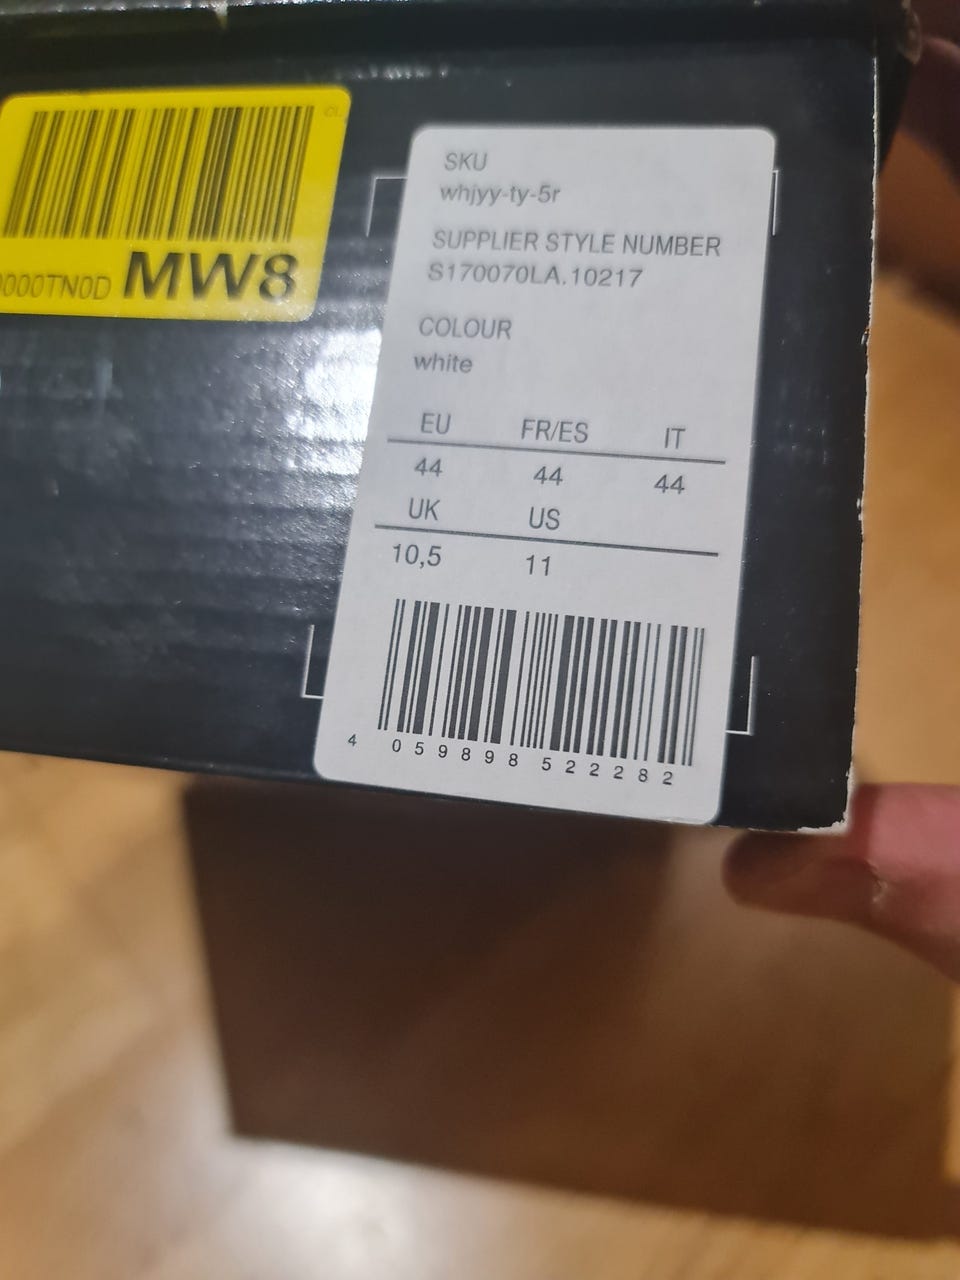 MW8
SKU
whjyy-ty-5r
SUPPLIER STYLE NUMBER
S170070LA.10217
COLOUR
white
EU FR/ES IT
44 44 44
UK US
10,5 11
4 059898 522282